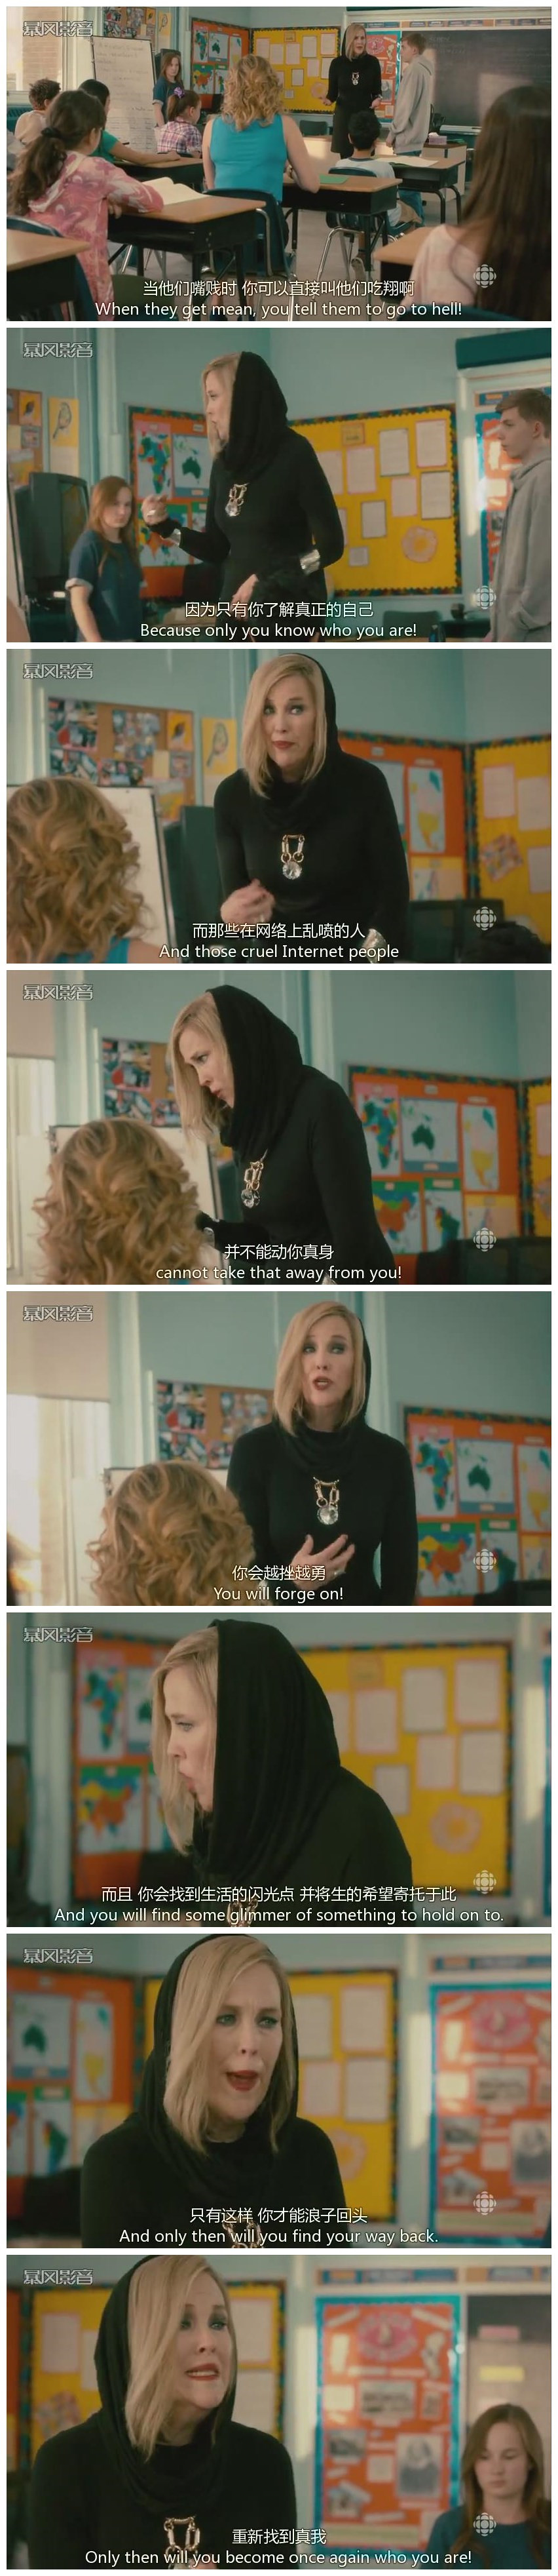 暴风影音
当他们嘴贱时 你可以直接叫他们吃翔啊
When they get mean, you tell them to go to hell!
暴风影音
因为只有你了解真正的自己
Because only you know who you are!
暴风影音
而那些在网络上乱喷的人
And those cruel Internet people
暴风影音
并不能动你真身
cannot take that away from you!
暴风影音
你会越挫越勇
You will forge on!
暴风影音
而且 你会找到生活的闪光点 并将生的希望寄托于此
And you will find some glimmer of something to hold on to.
暴风影音
只有这样 你才能浪子回头
And only then will you find your way back.
暴风影音
重新找到真我
Only then will you become once again who you are!